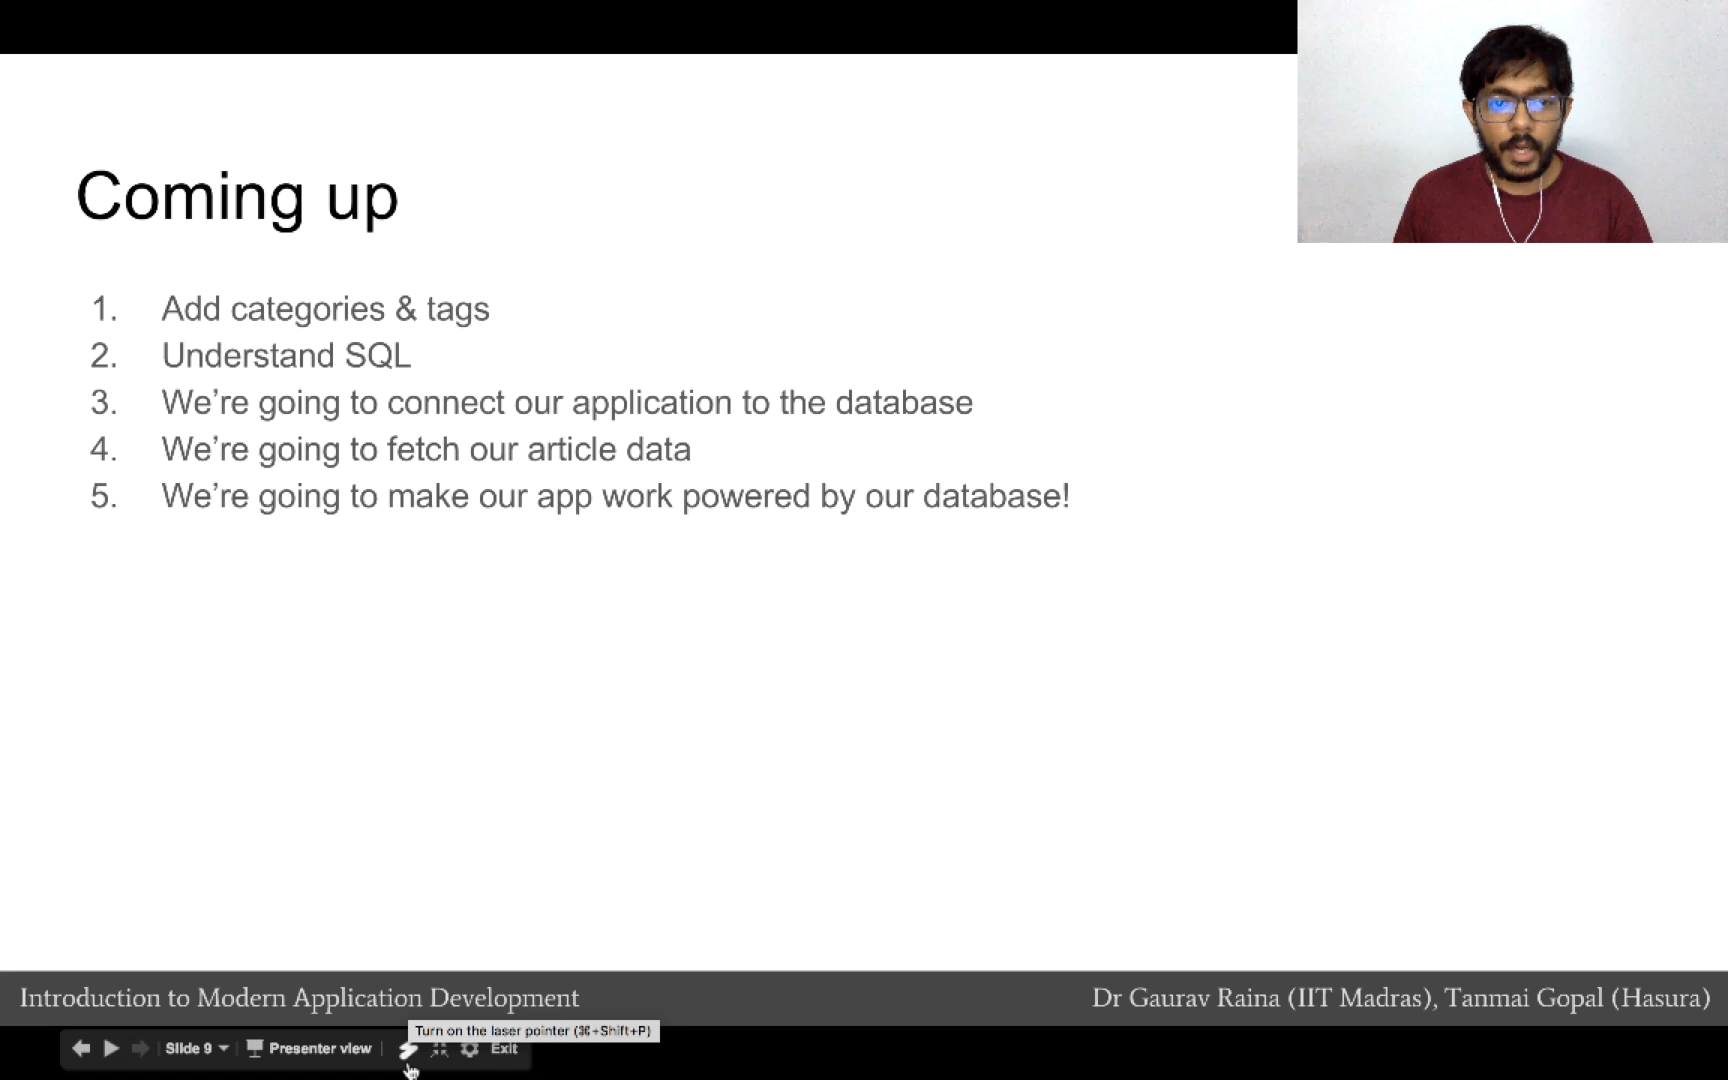 Coming up
1. Add categories & tags
2. Understand SQL
3. We’re going to connect our application to the database
4. We’re going to fetch our article data
5. We’re going to make our app work powered by our database!
Introduction to Modern Application Development
Dr Gaurav Raina (IIT Madras), Tanmai Gopal (Hasura)
Turn on the laser pointer (⌘+Shift+P)
Slide 9
Presenter view
Exit